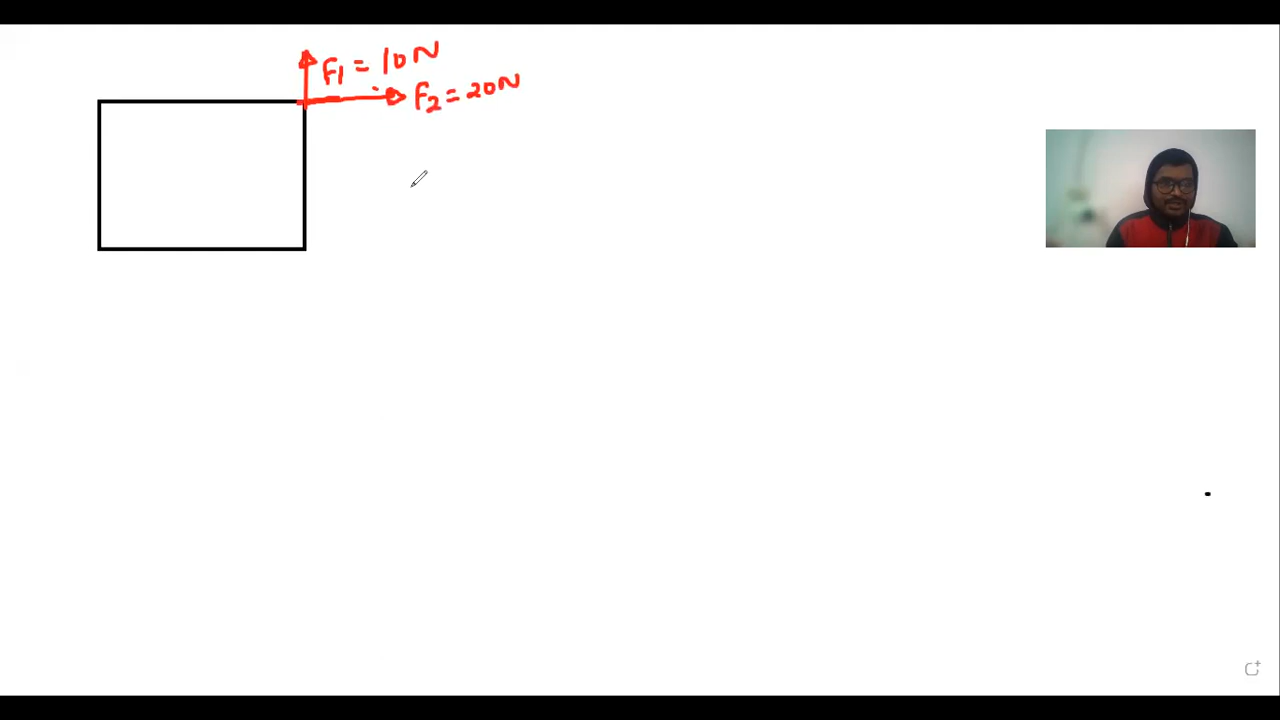 F1 = 10N
F2 = 20N